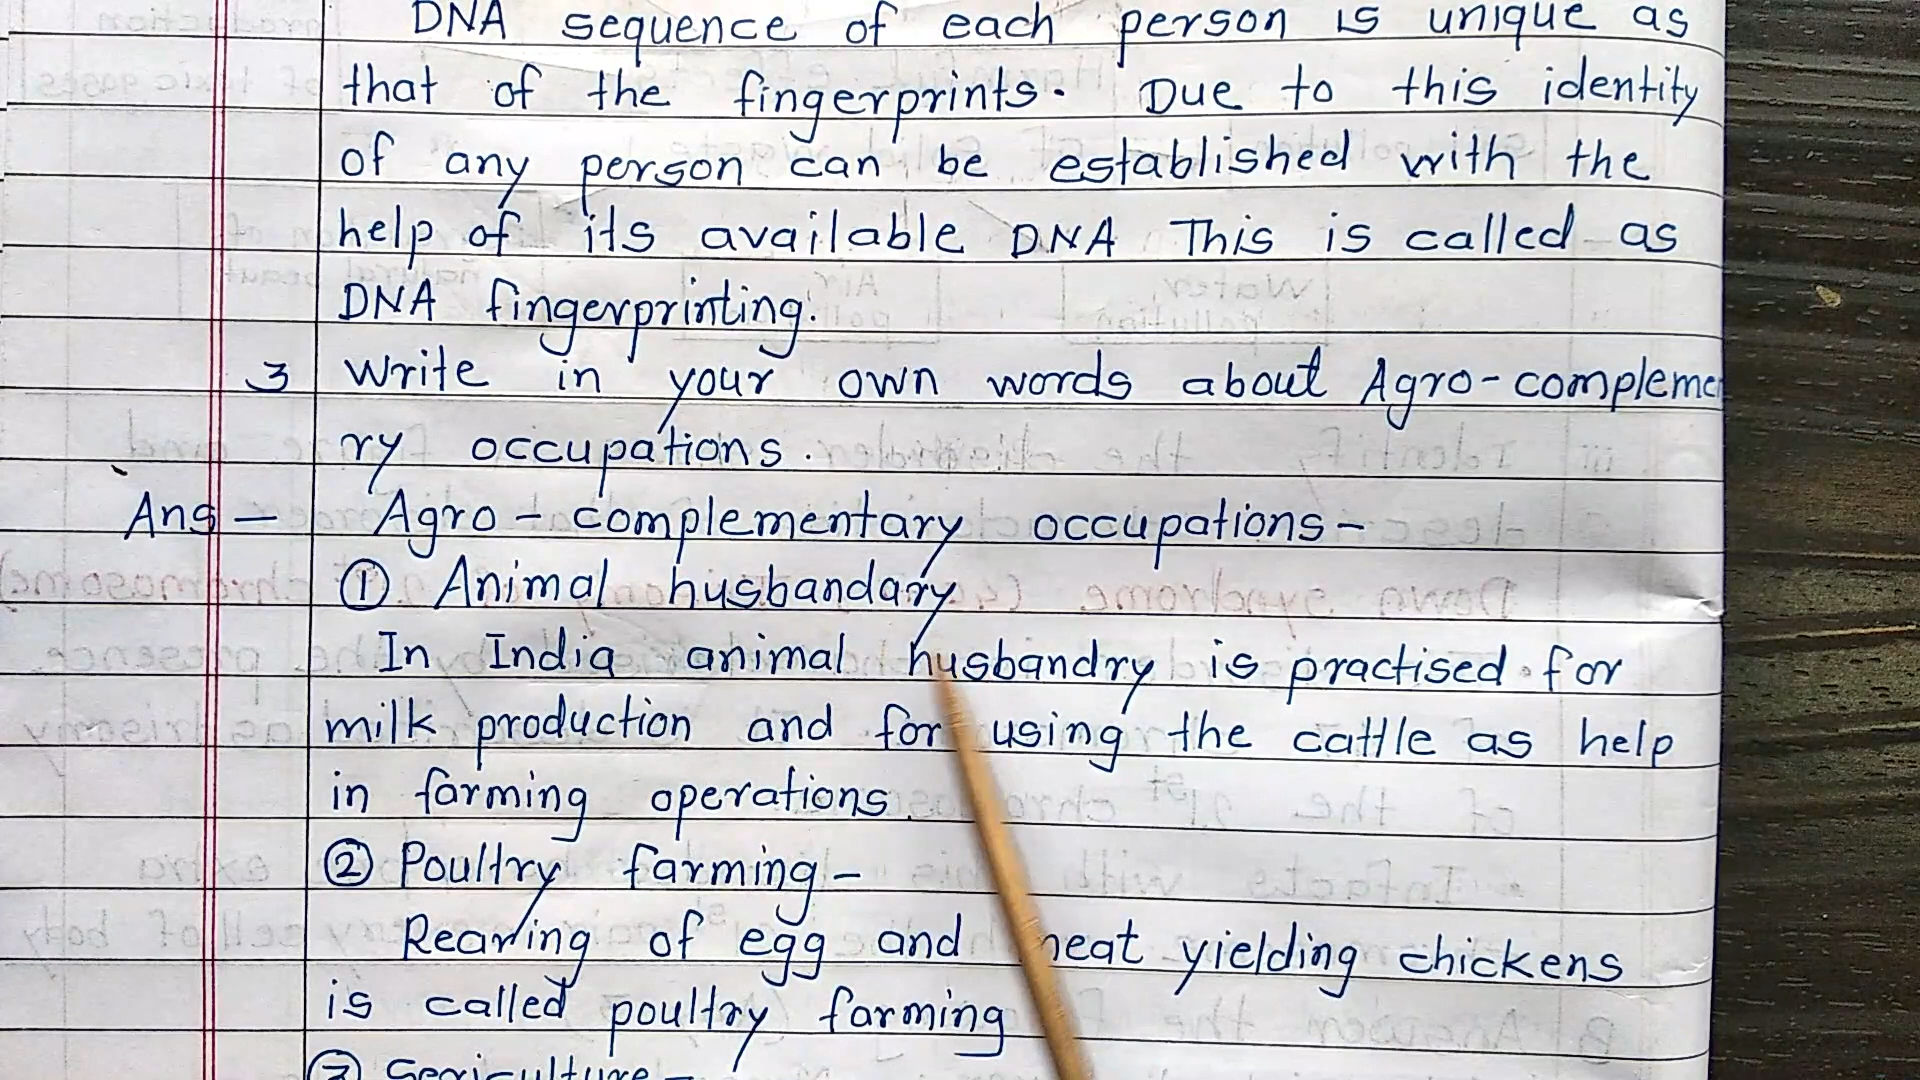 DNA sequence of each person is unique as
that of the fingerprints. Due to this identity
of any person can be established with the
help of its available DNA This is called as
DNA fingerprinting.
3 Write in your own words about Agro-compleme
ry occupations.
Ans - Agro - complementary occupations -
① Animal husbandary
In India animal husbandry is practised for
milk production and for using the cattle as help
in farming operations
② Poultry farming -
Rearing of egg and meat yielding chickens
is called poultry farming
③ Sericulture -